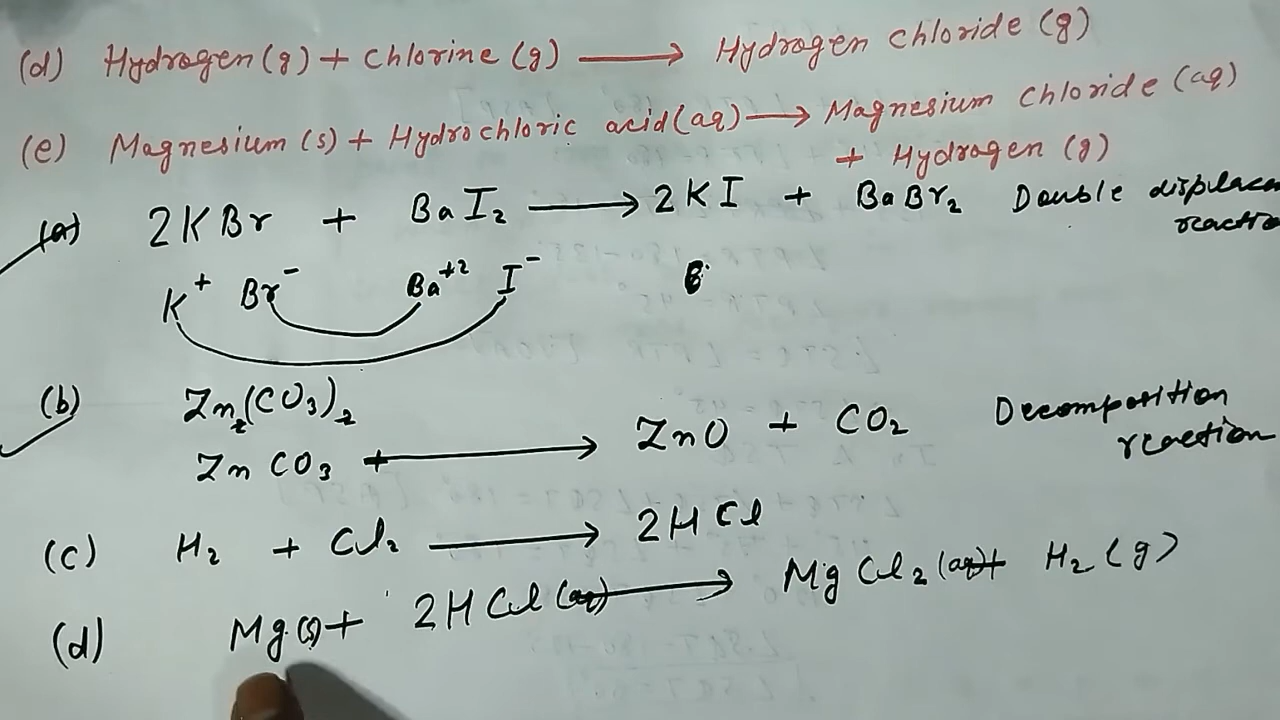 (d) Hydrogen (g) + Chlorine (g) ⟶ Hydrogen chloride (g)
(e) Magnesium (s) + Hydrochloric acid (aq) ⟶ Magnesium Chloride (aq)
+ Hydrogen (g)
(a) 2KBr + BaI₂ ⟶ 2KI + BaBr₂ Double displacem
reactio
K⁺ Br⁻ Ba⁺² I⁻
(b) Zn₂(CO₃)₂
ZnCO₃ ⟶ ZnO + CO₂ Decomposition
reaction
(c) H₂ + Cl₂ ⟶ 2HCl
(d) Mg(s) + 2HCl(aq) ⟶ MgCl₂(aq) + H₂(g)